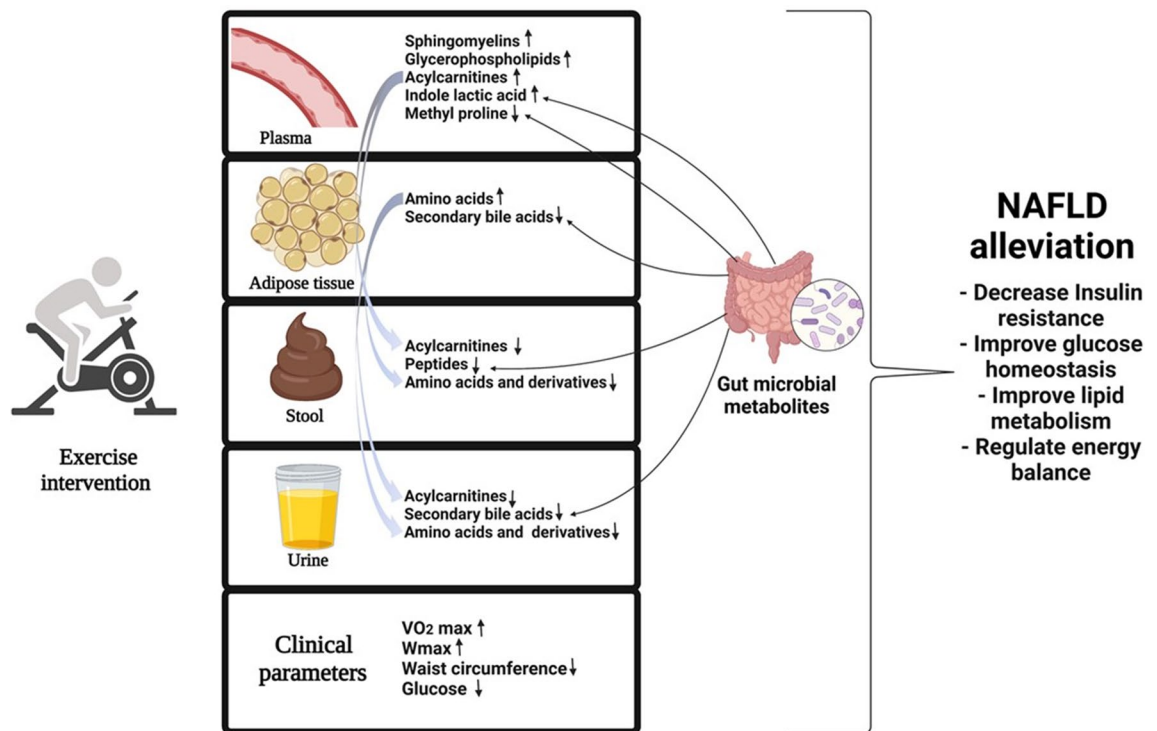 Sphingomyelins ↑
Glycerophospholipids ↑
Acylcarnitines ↑
Indole lactic acid ↑
Methyl proline ↓
Plasma
Amino acids ↑
Secondary bile acids ↓
Adipose tissue
Acylcarnitines ↓
Peptides ↓
Amino acids and derivatives ↓
Stool
Acylcarnitines ↓
Secondary bile acids ↓
Amino acids and derivatives ↓
Urine
Clinical
parameters
VO2 max ↑
Wmax ↑
Waist circumference ↓
Glucose ↓
Exercise
intervention
Gut microbial
metabolites
NAFLD
alleviation
- Decrease Insulin
resistance
- Improve glucose
homeostasis
- Improve lipid
metabolism
- Regulate energy
balance